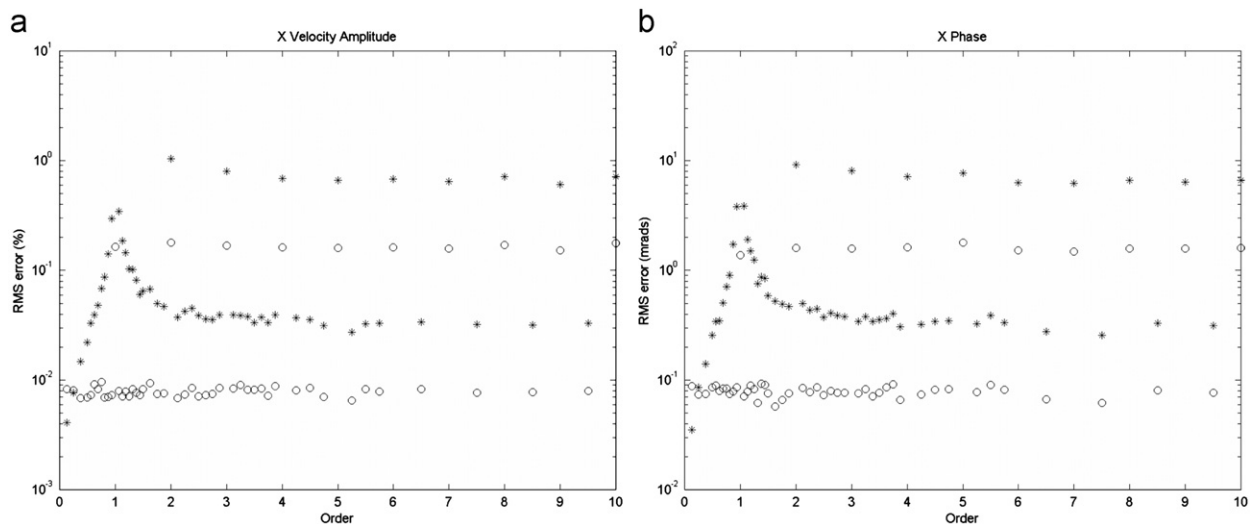 a
X Velocity Amplitude
10^1
10^0
10^-1
10^-2
10^-3
RMS error (%)
0 1 2 3 4 5 6 7 8 9 10
Order
b
X Phase
10^2
10^1
10^0
10^-1
10^-2
RMS error (mrads)
0 1 2 3 4 5 6 7 8 9 10
Order